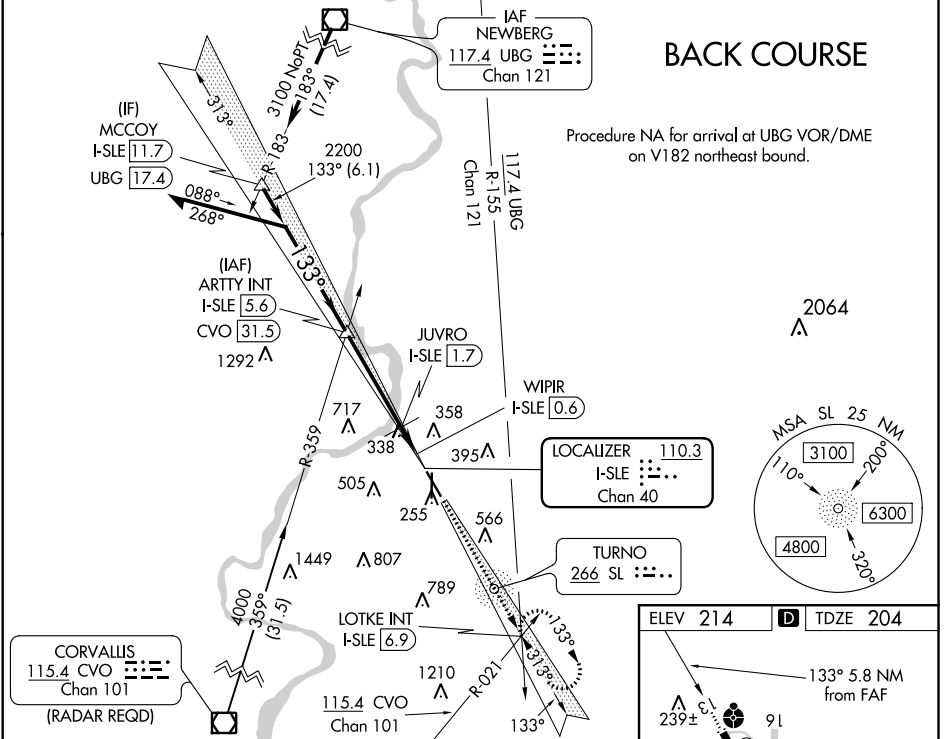 BACK COURSE
Procedure NA for arrival at UBG VOR/DME
on V182 northeast bound.
IAF
NEWBERG
117.4 UBG
Chan 121
3100 NoPT
183°
(17.4)
R-183
313°
(IF)
MCCOY
I-SLE 11.7
UBG 17.4
2200
133° (6.1)
088°
268°
133°
117.4 UBG
R-155
Chan 121
(IAF)
ARTTY INT
I-SLE 5.6
CVO 31.5
1292
JUVRO
I-SLE 1.7
2064
WIPIR
I-SLE 0.6
717
338
358
395
LOCALIZER 110.3
I-SLE
Chan 40
MSA SL 25 NM
3100
110°
200°
6300
4800
320°
R-359
505
255
566
TURNO
266 SL
1449
807
789
4000
359°
(31.5)
LOTKE INT
I-SLE 6.9
133°
313°
CORVALLIS
115.4 CVO
Chan 101
(RADAR REQD)
1210
R-021
115.4 CVO
Chan 101
133°
ELEV 214 D TDZE 204
133° 5.8 NM
from FAF
239±
13
16